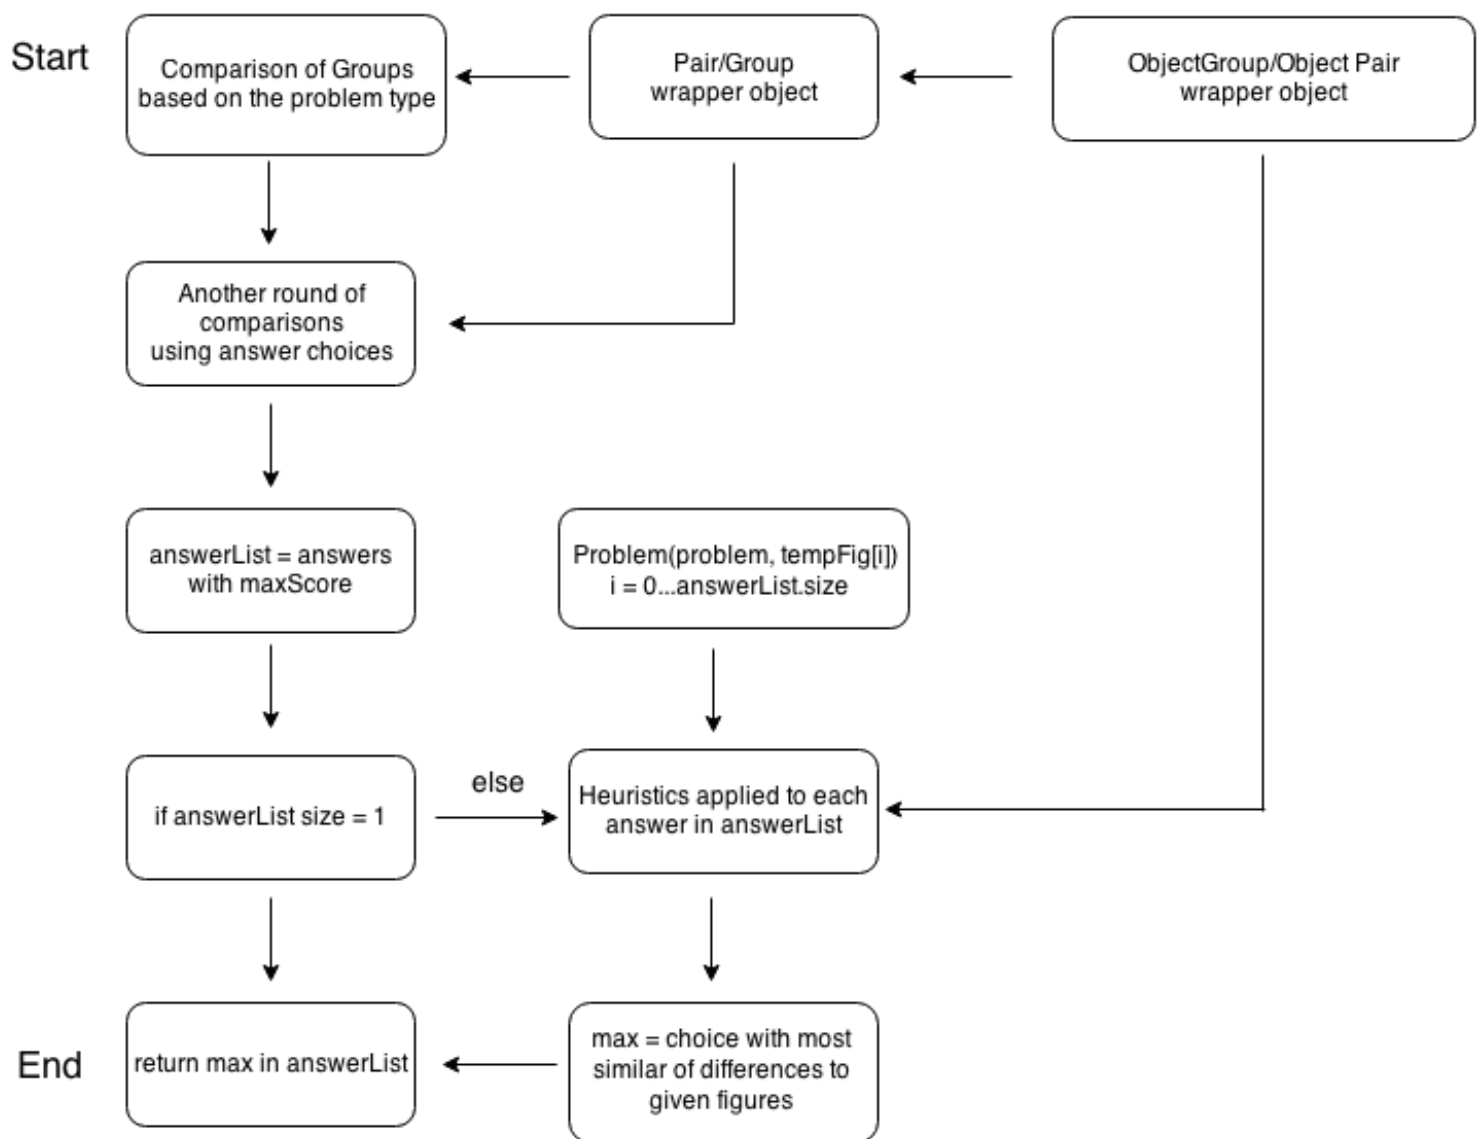 Start
Comparison of Groups
based on the problem type
Pair/Group
wrapper object
ObjectGroup/Object Pair
wrapper object
Another round of
comparisons
using answer choices
answerList = answers
with maxScore
Problem(problem, tempFig[i])
i = 0...answerList.size
if answerList size = 1
else
Heuristics applied to each
answer in answerList
End
return max in answerList
max = choice with most
similar of differences to
given figures